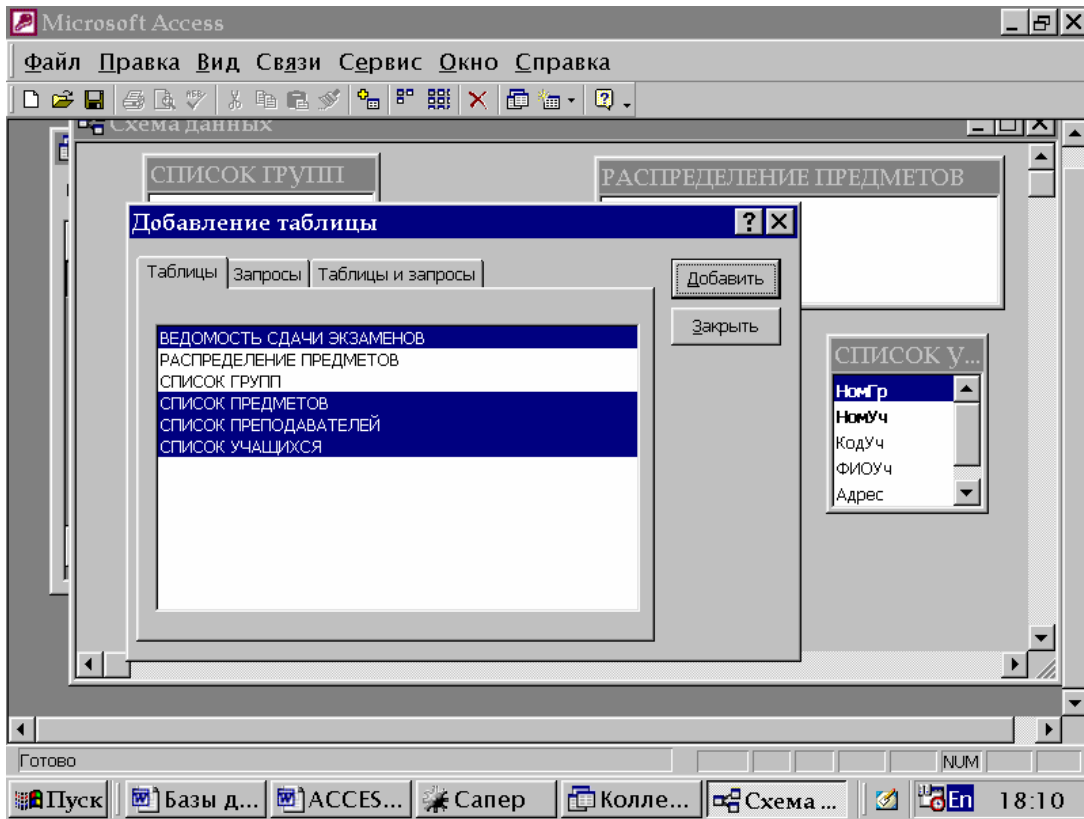 Microsoft Access
Файл Правка Вид Связи Сервис Окно Справка
Схема данных
СПИСОК ГРУПП
РАСПРЕДЕЛЕНИЕ ПРЕДМЕТОВ
Добавление таблицы
Таблицы Запросы Таблицы и запросы
Добавить
Закрыть
ВЕДОМОСТЬ СДАЧИ ЭКЗАМЕНОВ
РАСПРЕДЕЛЕНИЕ ПРЕДМЕТОВ
СПИСОК ГРУПП
СПИСОК ПРЕДМЕТОВ
СПИСОК ПРЕПОДАВАТЕЛЕЙ
СПИСОК УЧАЩИХСЯ
СПИСОК У...
НомГр
НомУч
КодУч
ФИОУч
Адрес
Готово
NUM
Пуск Базы д... ACCES... Сапер Колле... Схема ... En 18:10